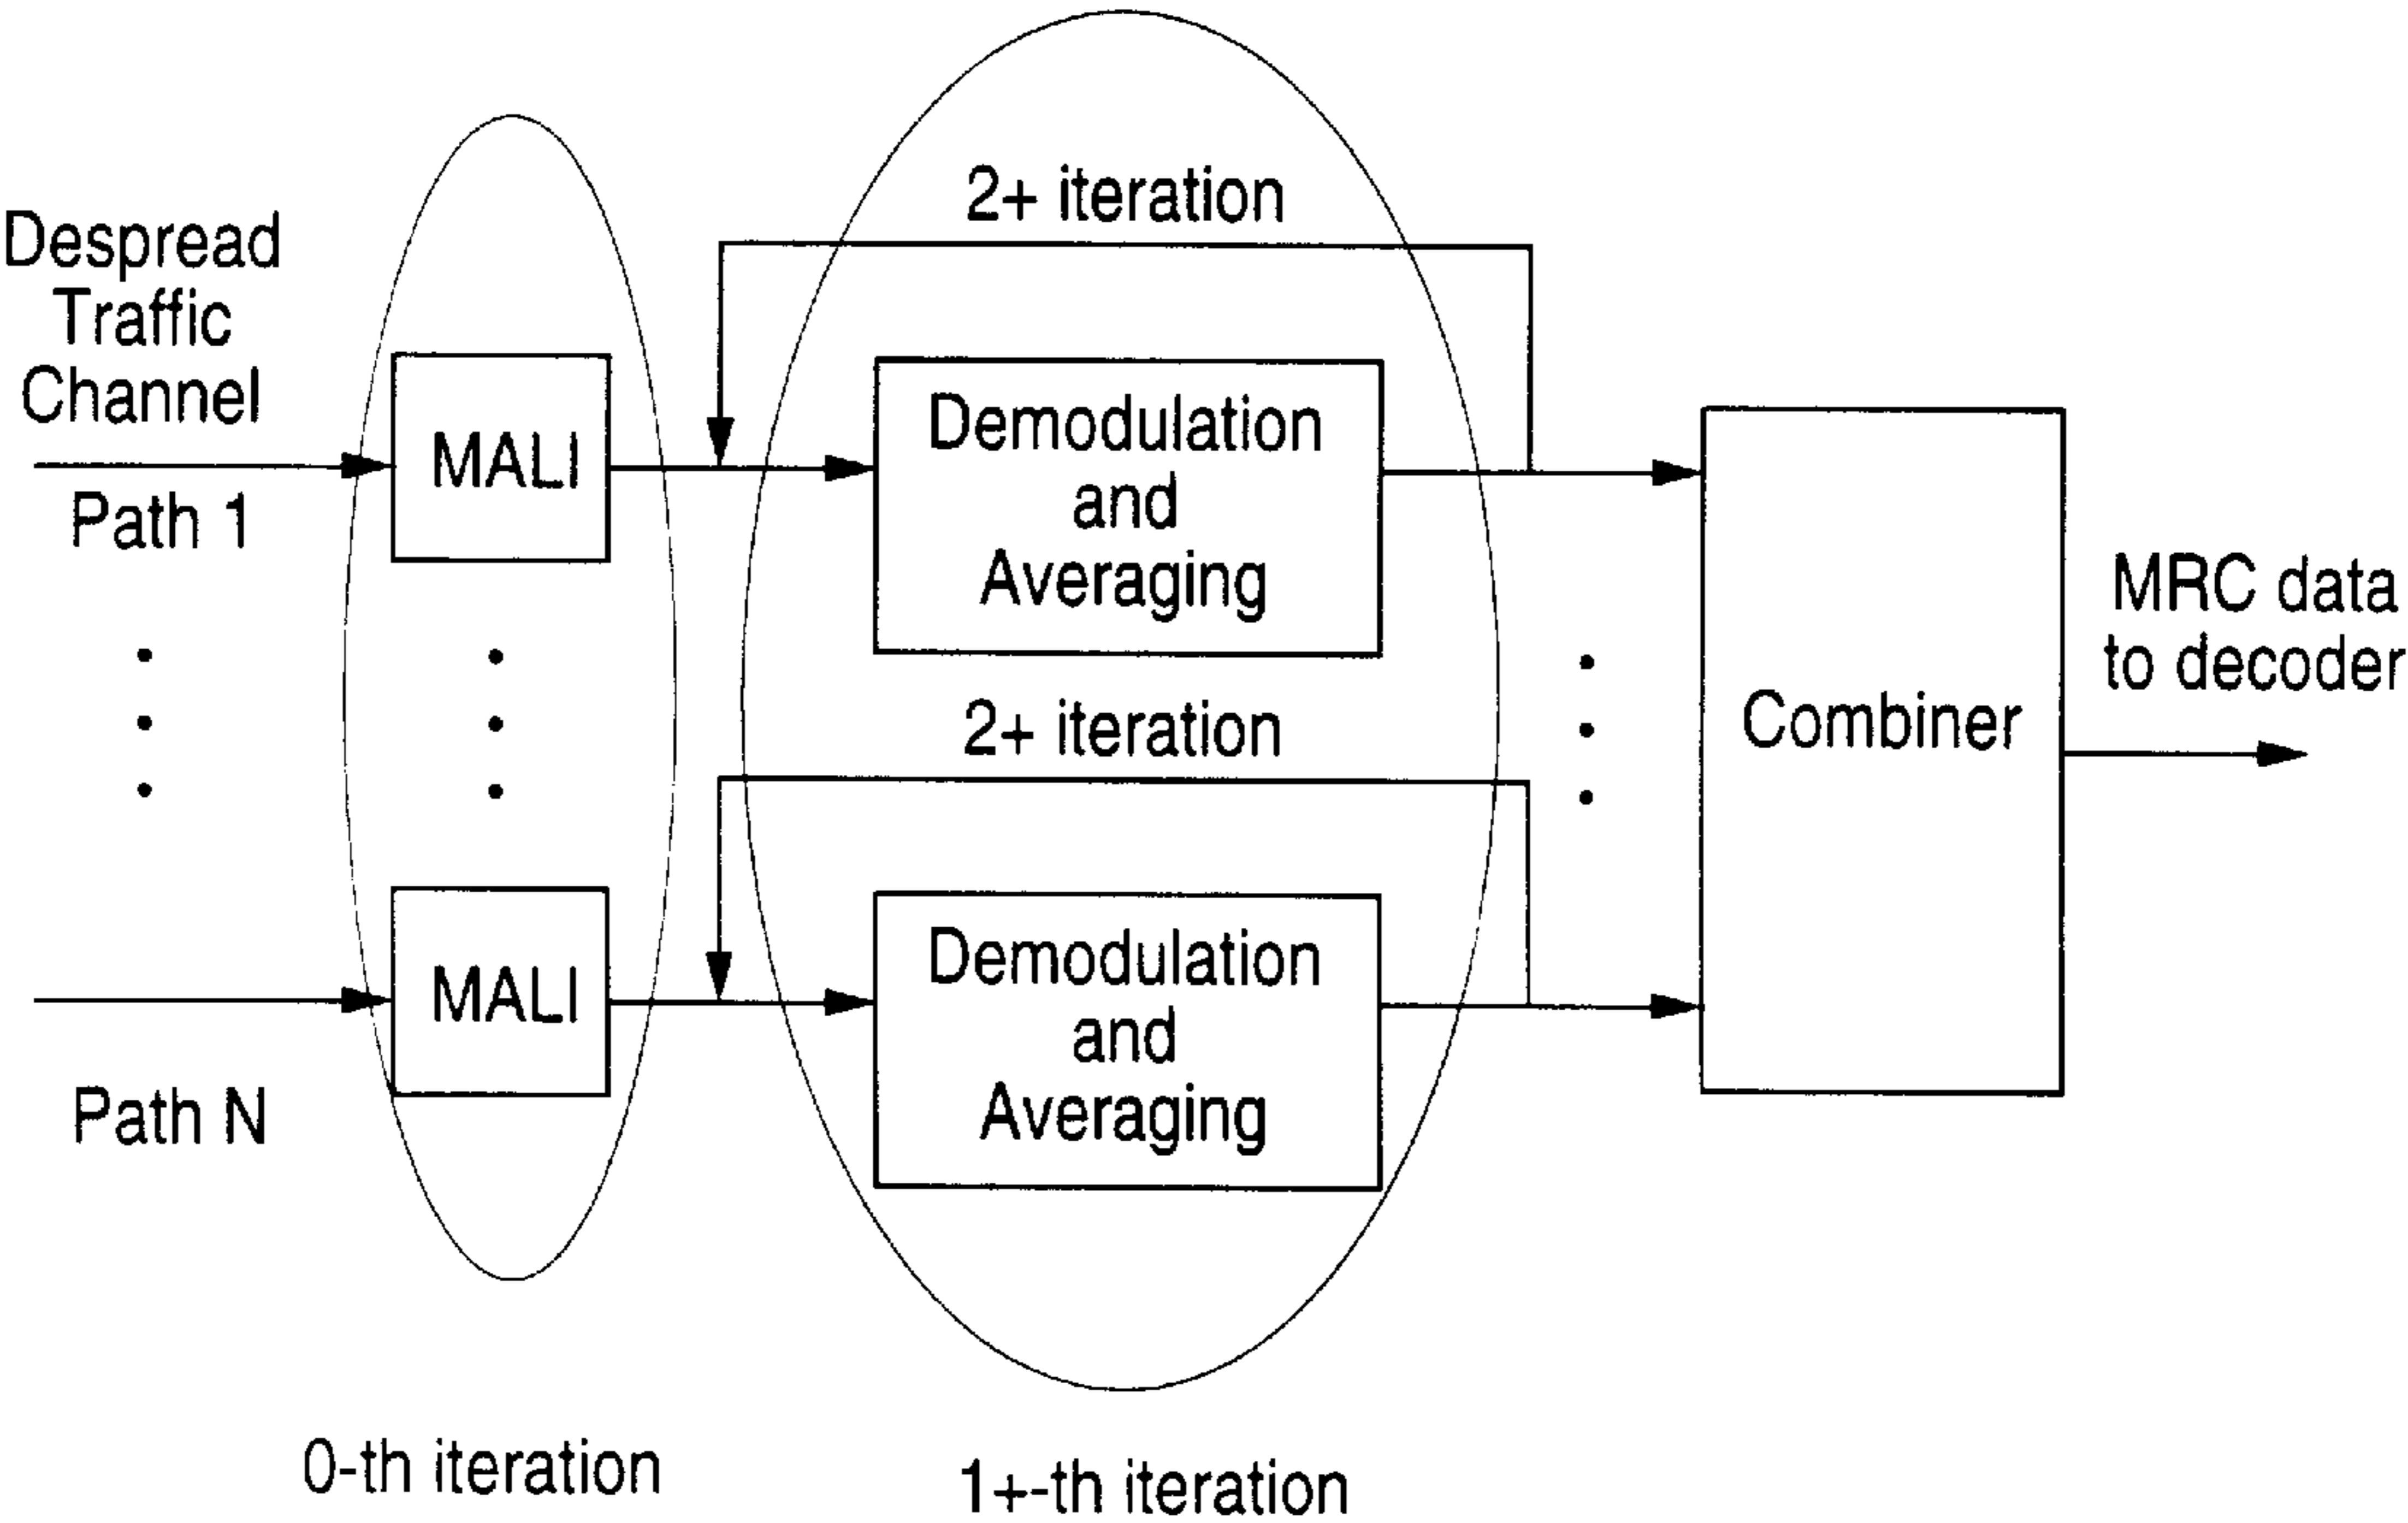 2+ iteration
Despread
Traffic
Channel
MALI
Path 1
Demodulation
and
Averaging
2+ iteration
Combiner
MRC data
to decoder
MALI
Path N
Demodulation
and
Averaging
0-th iteration
1+-th iteration